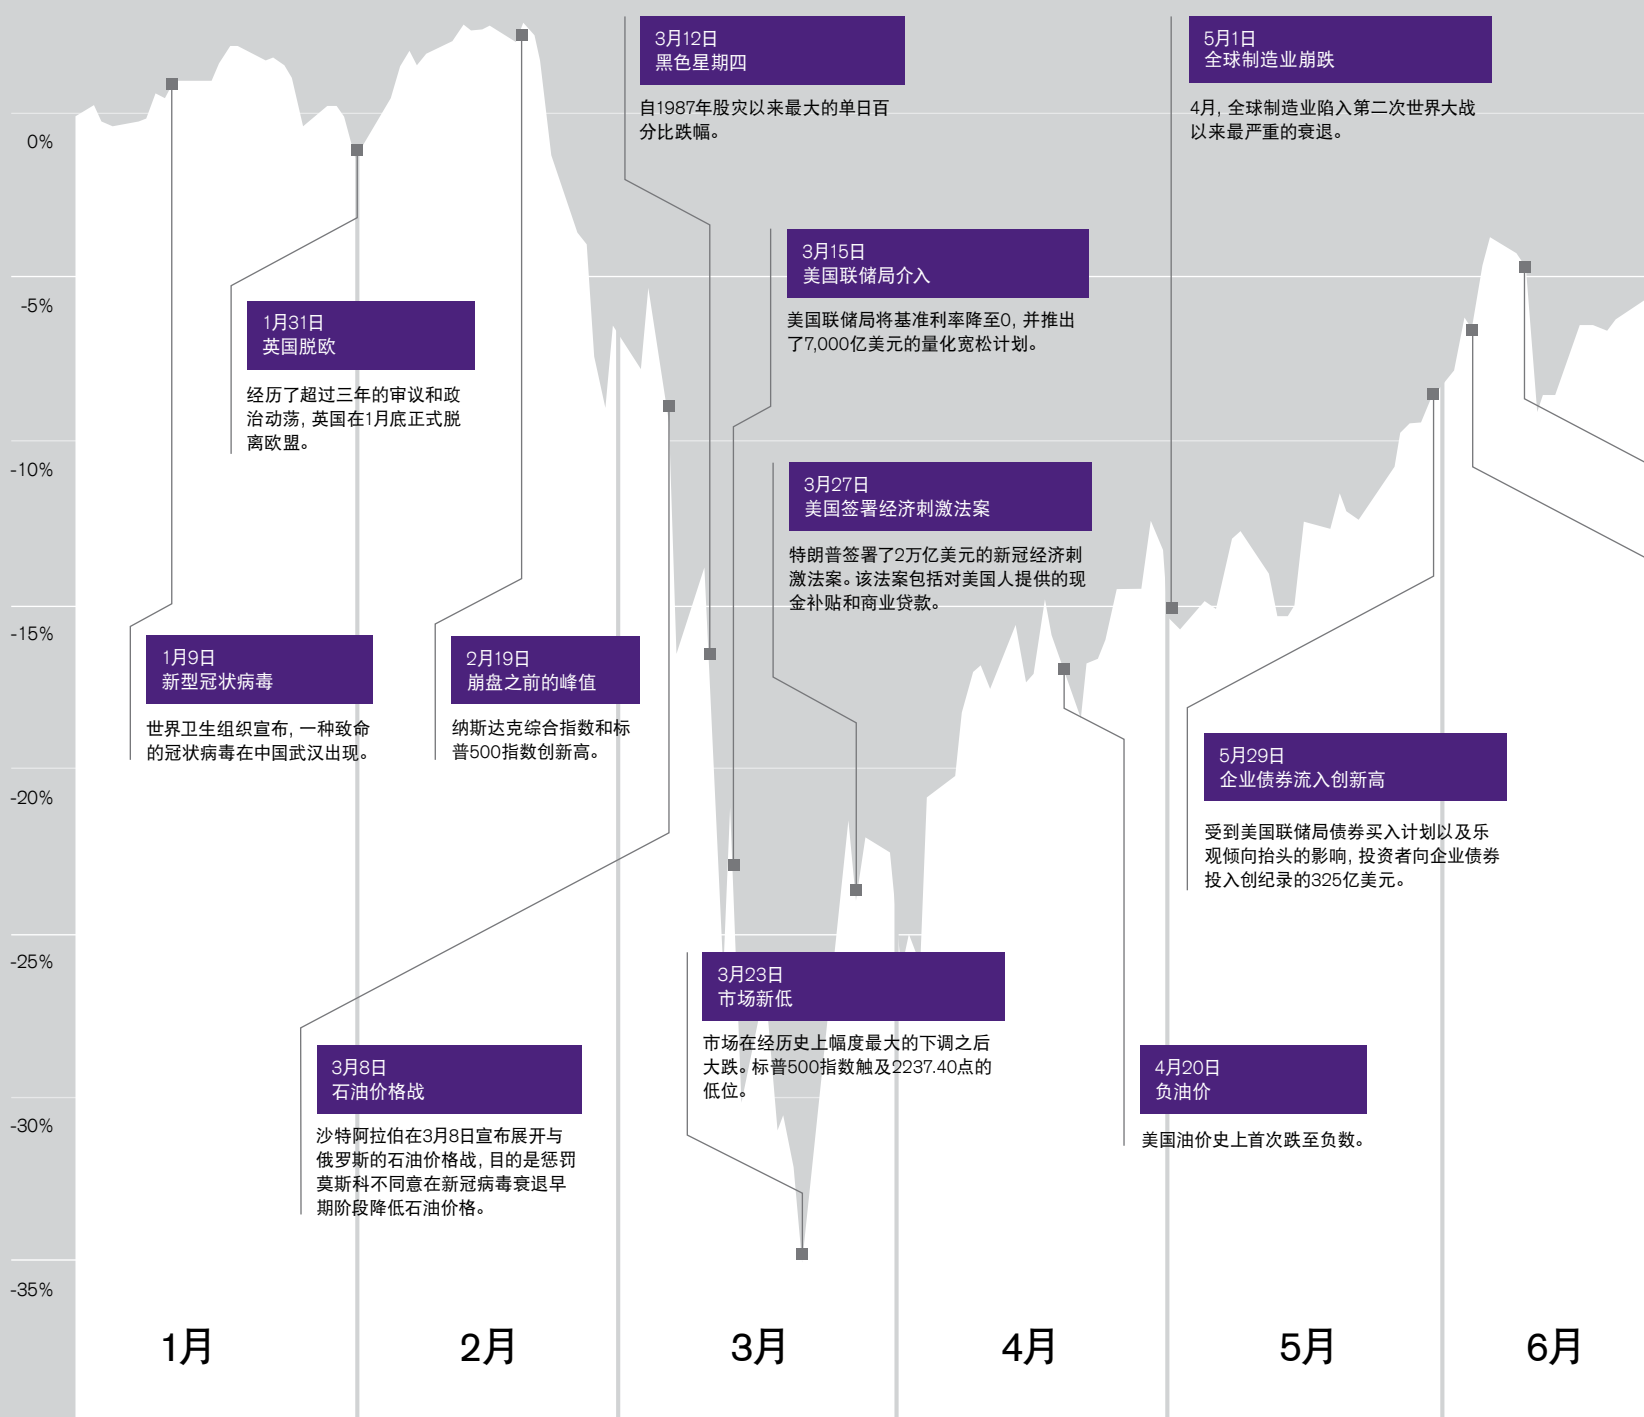 0%
-5%
-10%
-15%
-20%
-25%
-30%
-35%
1月9日
新型冠状病毒
世界卫生组织宣布, 一种致命
的冠状病毒在中国武汉出现。
1月31日
英国脱欧
经历了超过三年的审议和政
治动荡, 英国在1月底正式脱
离欧盟。
2月19日
崩盘之前的峰值
纳斯达克综合指数和标
普500指数创新高。
3月8日
石油价格战
沙特阿拉伯在3月8日宣布展开与
俄罗斯的石油价格战, 目的是惩罚
莫斯科不同意在新冠病毒衰退早
期阶段降低石油价格。
3月12日
黑色星期四
自1987年股灾以来最大的单日百
分比跌幅。
3月15日
美国联储局介入
美国联储局将基准利率降至0, 并推出
了7,000亿美元的量化宽松计划。
3月27日
美国签署经济刺激法案
特朗普签署了2万亿美元的新冠经济刺
激法案。该法案包括对美国人提供的现
金补贴和商业贷款。
3月23日
市场新低
市场在经历史上幅度最大的下调之后
大跌。标普500指数触及2237.40点的
低位。
4月20日
负油价
美国油价史上首次跌至负数。
5月1日
全球制造业崩跌
4月, 全球制造业陷入第二次世界大战
以来最严重的衰退。
5月29日
企业债券流入创新高
受到美国联储局债券买入计划以及乐
观倾向抬头的影响, 投资者向企业债券
投入创纪录的325亿美元。
1月
2月
3月
4月
5月
6月